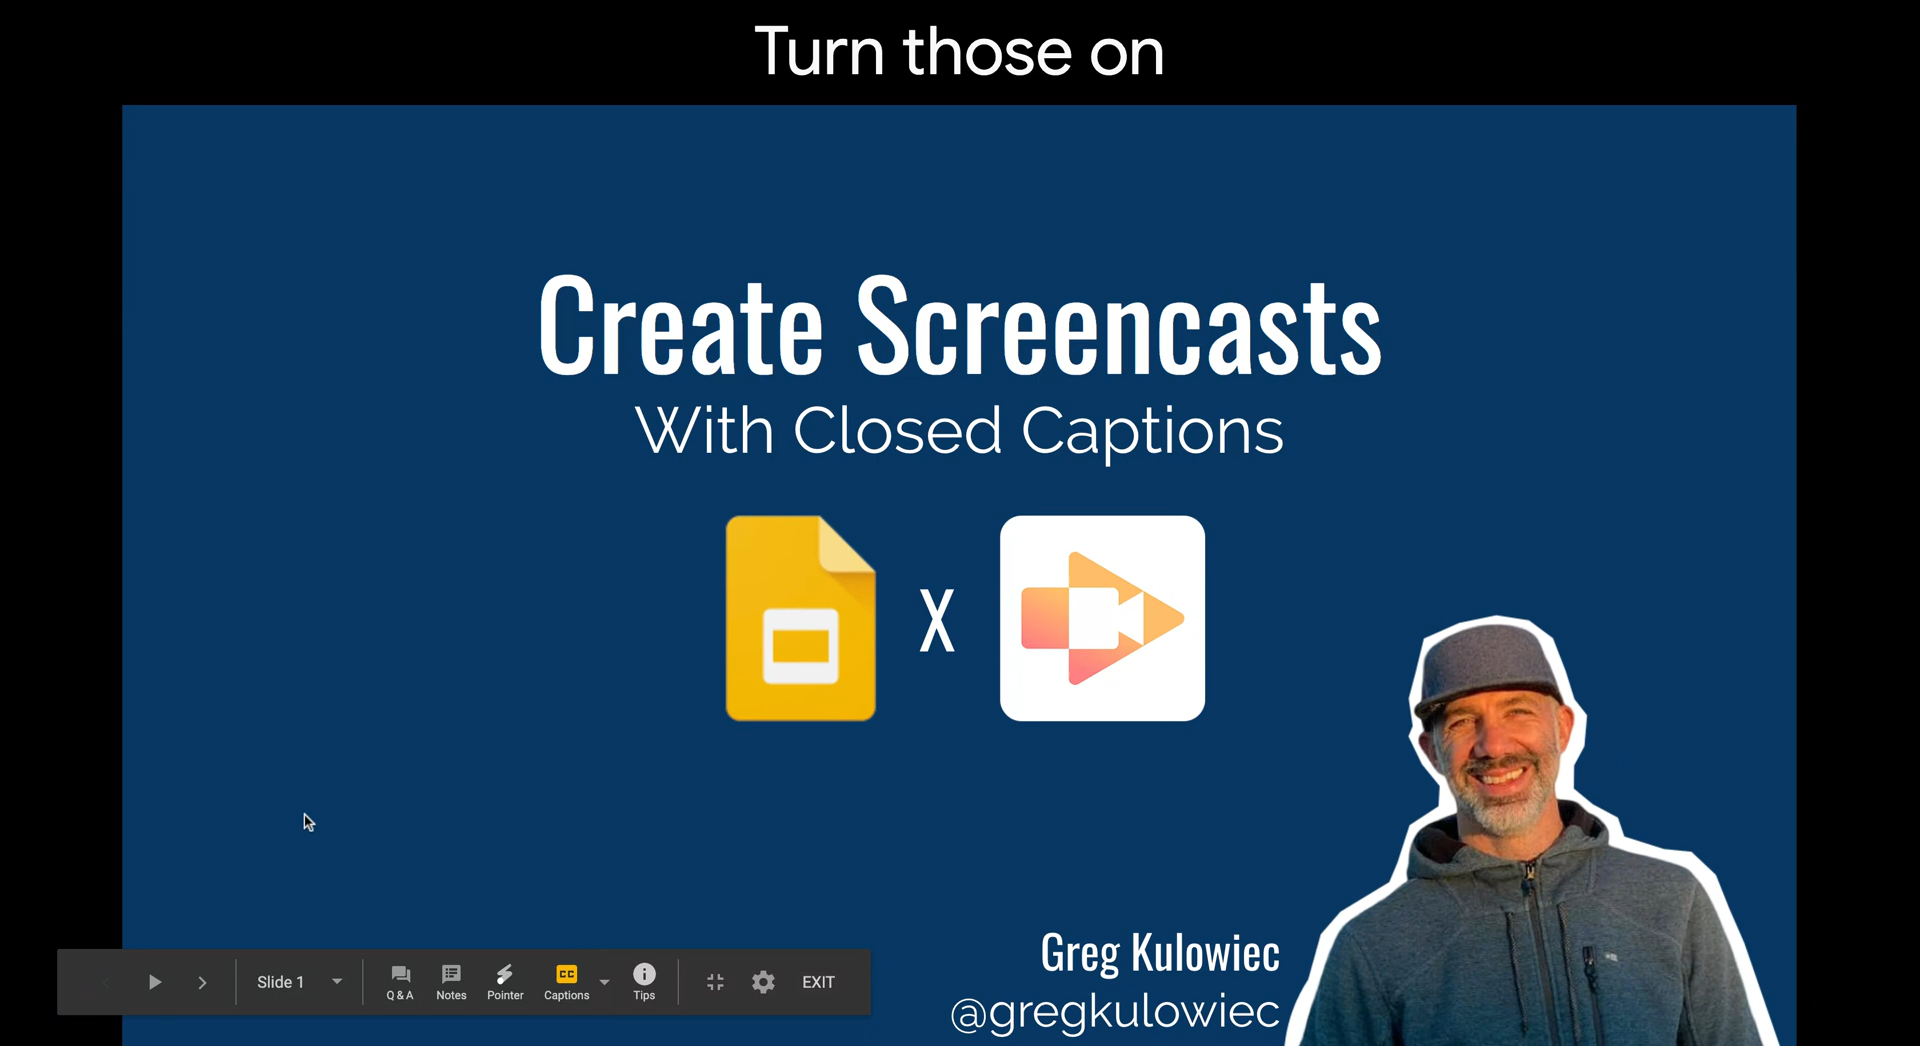 Turn those on
Create Screencasts
With Closed Captions
X
Greg Kulowiec
@gregkulowiec
Slide 1
Q & A
Notes
Pointer
CC
Captions
Tips
EXIT